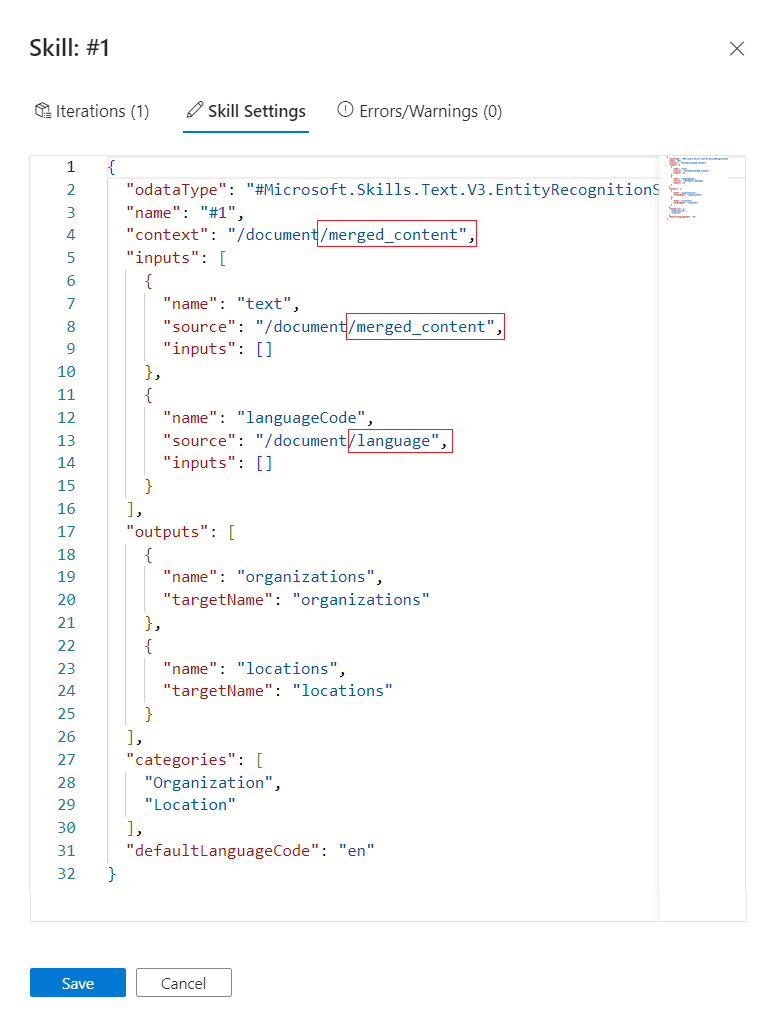 Skill: #1
Iterations (1) Skill Settings Errors/Warnings (0)
1 {
2 "odataType": "#Microsoft.Skills.Text.V3.EntityRecognitionS
3 "name": "#1",
4 "context": "/document/merged_content",
5 "inputs": [
6 {
7 "name": "text",
8 "source": "/document/merged_content",
9 "inputs": []
10 },
11 {
12 "name": "languageCode",
13 "source": "/document/language",
14 "inputs": []
15 }
16 ],
17 "outputs": [
18 {
19 "name": "organizations",
20 "targetName": "organizations"
21 },
22 {
23 "name": "locations",
24 "targetName": "locations"
25 }
26 ],
27 "categories": [
28 "Organization",
29 "Location"
30 ],
31 "defaultLanguageCode": "en"
32 }
Save Cancel